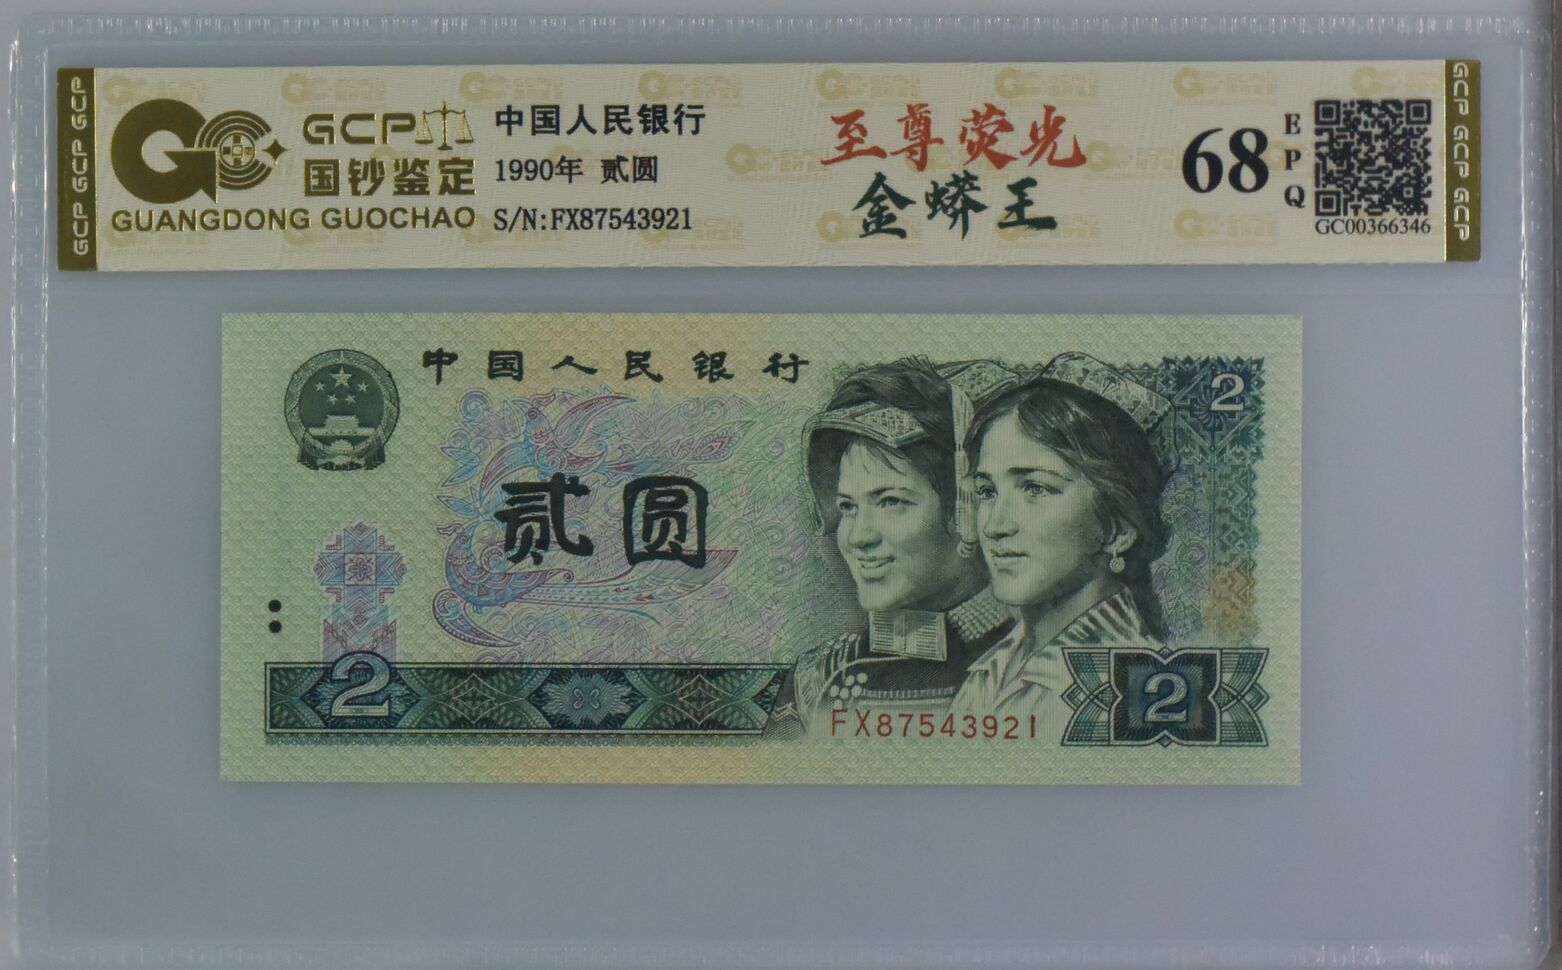 GCP
国钞鉴定
GUANGDONG GUOCHAO
中国人民银行
1990年 贰圆
S/N:FX87543921
至尊荧光
金蟒王
68
EPQ
GC00366346
GCP GCP GCP
GCP GCP GCP
中国人民银行
2
贰圆
2
2
FX87543921